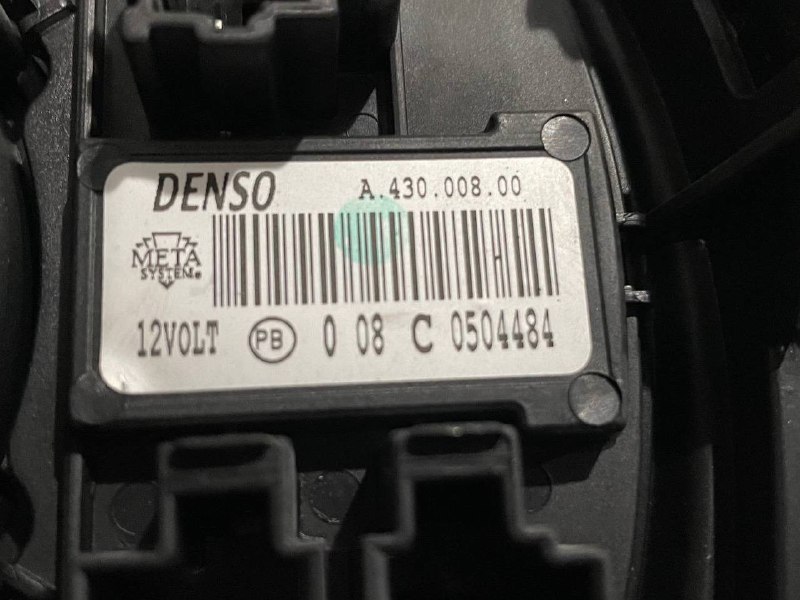 DENSO A.430.008.00
META
SYSTEM
12VOLT PB 0 08 C 0504484